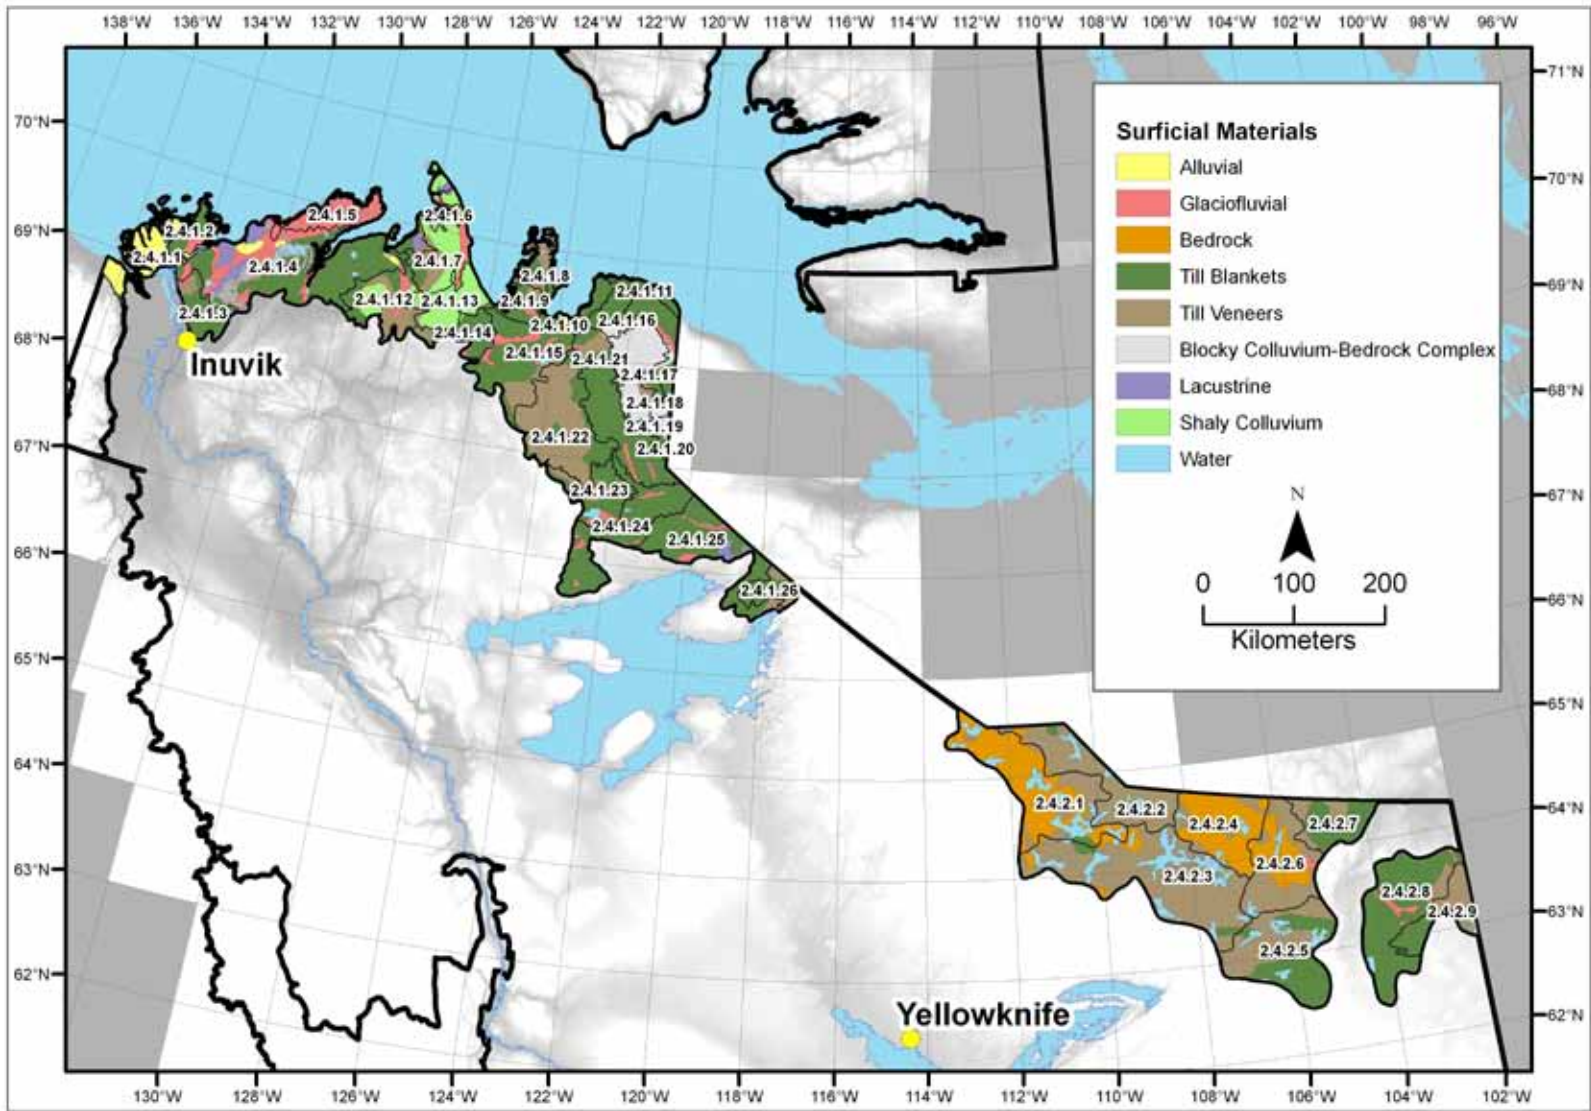 138°W 136°W 134°W 132°W 130°W 128°W 126°W 124°W 122°W 120°W 118°W 116°W 114°W 112°W 110°W 108°W 106°W 104°W 102°W 100°W 98°W 96°W
70°N
69°N
68°N
67°N
66°N
65°N
64°N
63°N
62°N
71°N
70°N
69°N
68°N
67°N
66°N
65°N
64°N
63°N
62°N
Surficial Materials
Alluvial
Glaciofluvial
Bedrock
Till Blankets
Till Veneers
Blocky Colluvium-Bedrock Complex
Lacustrine
Shaly Colluvium
Water
N
0 100 200
Kilometers
2.4.1.1
2.4.1.2
2.4.1.3
2.4.1.4
2.4.1.5
2.4.1.6
2.4.1.7
2.4.1.8
2.4.1.9
2.4.1.10
2.4.1.11
2.4.1.12
2.4.1.13
2.4.1.14
2.4.1.15
2.4.1.16
2.4.1.21
2.4.1.17
2.4.1.18
2.4.1.19
2.4.1.20
2.4.1.22
2.4.1.23
2.4.1.24
2.4.1.25
2.4.1.26
Inuvik
2.4.2.1
2.4.2.2
2.4.2.4
2.4.2.7
2.4.2.3
2.4.2.6
2.4.2.8
2.4.2.9
2.4.2.5
Yellowknife
130°W 128°W 126°W 124°W 122°W 120°W 118°W 116°W 114°W 112°W 110°W 108°W 106°W 104°W 102°W